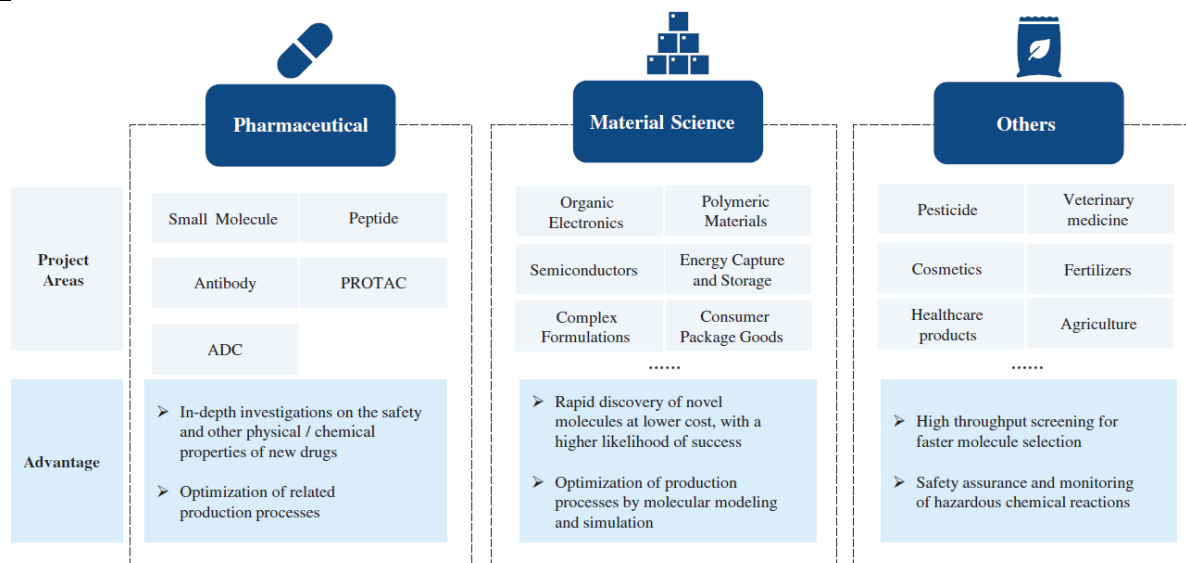 Pharmaceutical
Material Science
Others
Project
Areas
Small Molecule
Peptide
Antibody
PROTAC
ADC
Organic
Electronics
Polymeric
Materials
Semiconductors
Energy Capture
and Storage
Complex
Formulations
Consumer
Package Goods
......
Pesticide
Veterinary
medicine
Cosmetics
Fertilizers
Healthcare
products
Agriculture
......
Advantage
➢ In-depth investigations on the safety
and other physical / chemical
properties of new drugs
➢ Optimization of related
production processes
➢ Rapid discovery of novel
molecules at lower cost, with a
higher likelihood of success
➢ Optimization of production
processes by molecular modeling
and simulation
➢ High throughput screening for
faster molecule selection
➢ Safety assurance and monitoring
of hazardous chemical reactions